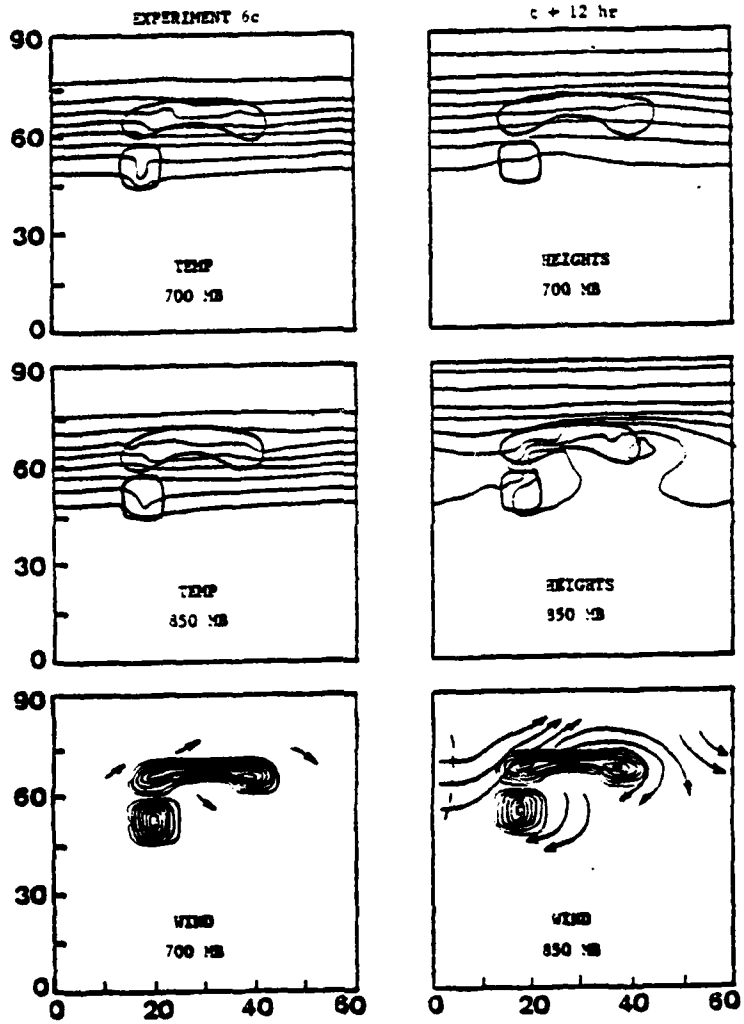 EXPERIMENT 6c
t + 12 hr
90
60
30
0
TEMP
700 MB
HEIGHTS
700 MB
90
60
30
0
TEMP
850 MB
HEIGHTS
850 MB
90
60
30
0
WIND
700 MB
WIND
850 MB
0 20 40 60
0 20 40 60